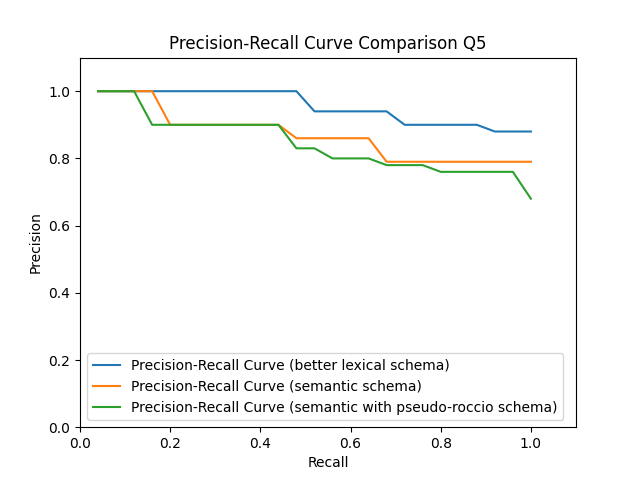 Precision-Recall Curve Comparison Q5
Precision
1.0
0.8
0.6
0.4
0.2
0.0
Precision-Recall Curve (better lexical schema)
Precision-Recall Curve (semantic schema)
Precision-Recall Curve (semantic with pseudo-roccio schema)
0.0 0.2 0.4 0.6 0.8 1.0
Recall